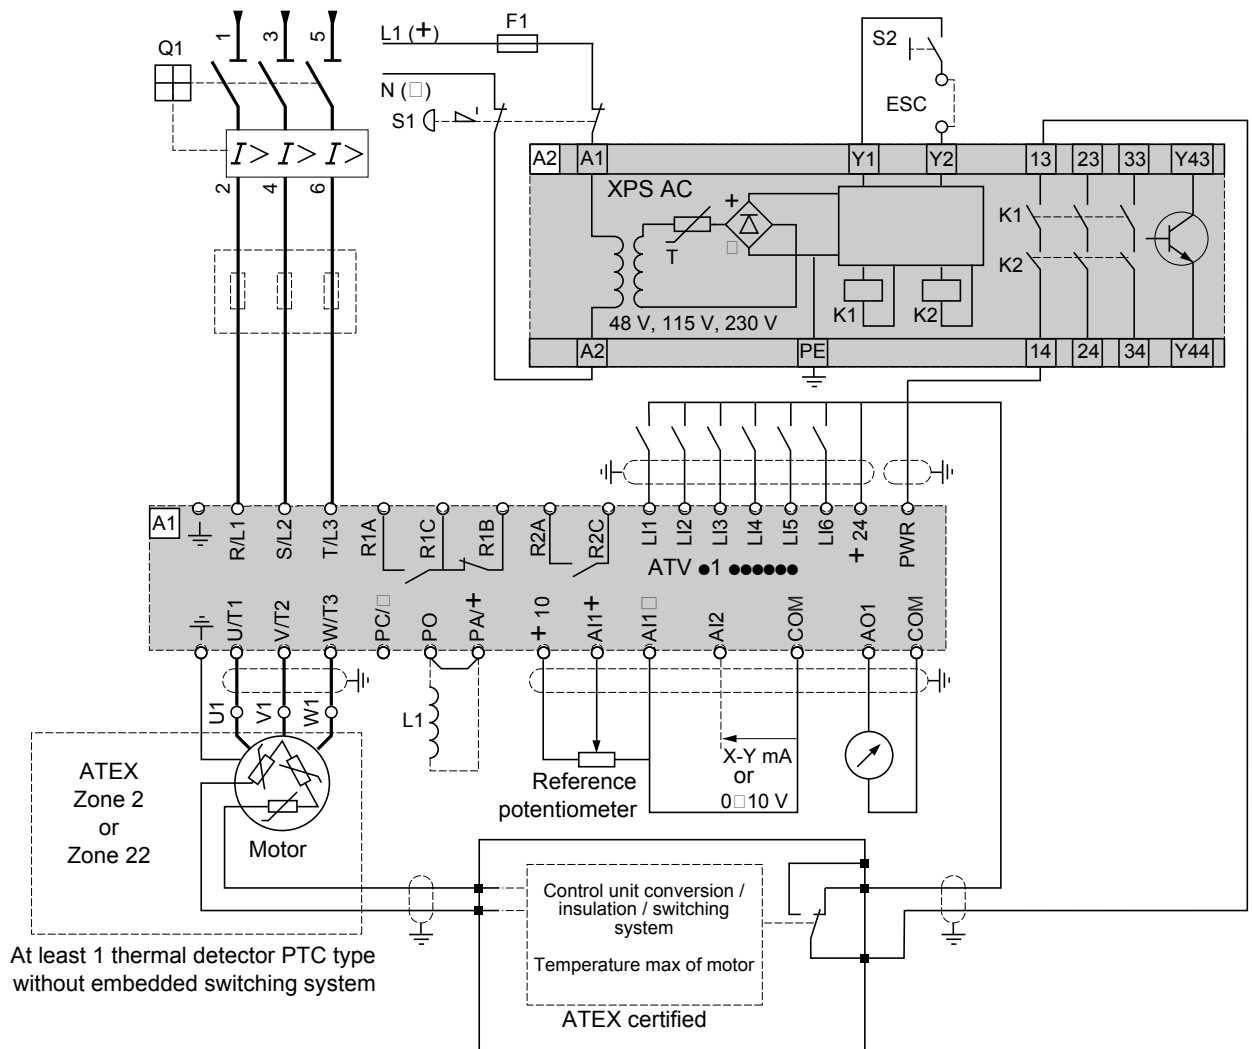 1
3
5
Q1
I>
I>
I>
2
4
6
L1 (+)
F1
N (□)
S1
S2
ESC
A2
A1
Y1
Y2
13
23
33
Y43
XPS AC
+
□
T
K1
K2
K1
K2
48 V, 115 V, 230 V
A2
PE
14
24
34
Y44
A1
R/L1
S/L2
T/L3
R1A
R1C
R1B
R2A
R2C
LI1
LI2
LI3
LI4
LI5
LI6
+ 24
PWR
ATV ●1 ●●●●●●
U/T1
V/T2
W/T3
PC/□
PO
PA/+
+ 10
AI1+
AI1□
AI2
COM
AO1
COM
U1
V1
W1
L1
ATEX
Zone 2
or
Zone 22
Motor
Reference
potentiometer
X-Y mA
or
0□10 V
Control unit conversion /
insulation / switching
system
Temperature max of motor
At least 1 thermal detector PTC type
without embedded switching system
ATEX certified